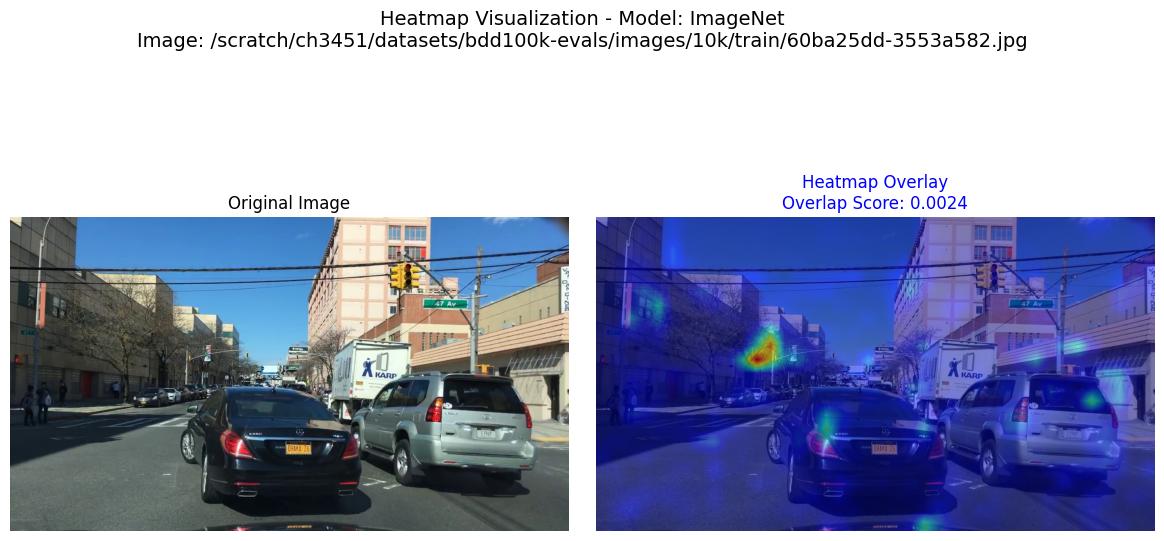 Heatmap Visualization - Model: ImageNet
Image: /scratch/ch3451/datasets/bdd100k-evals/images/10k/train/60ba25dd-3553a582.jpg
Original Image
Heatmap Overlay
Overlap Score: 0.0024
47 Av
KARP
47 Av
KARP